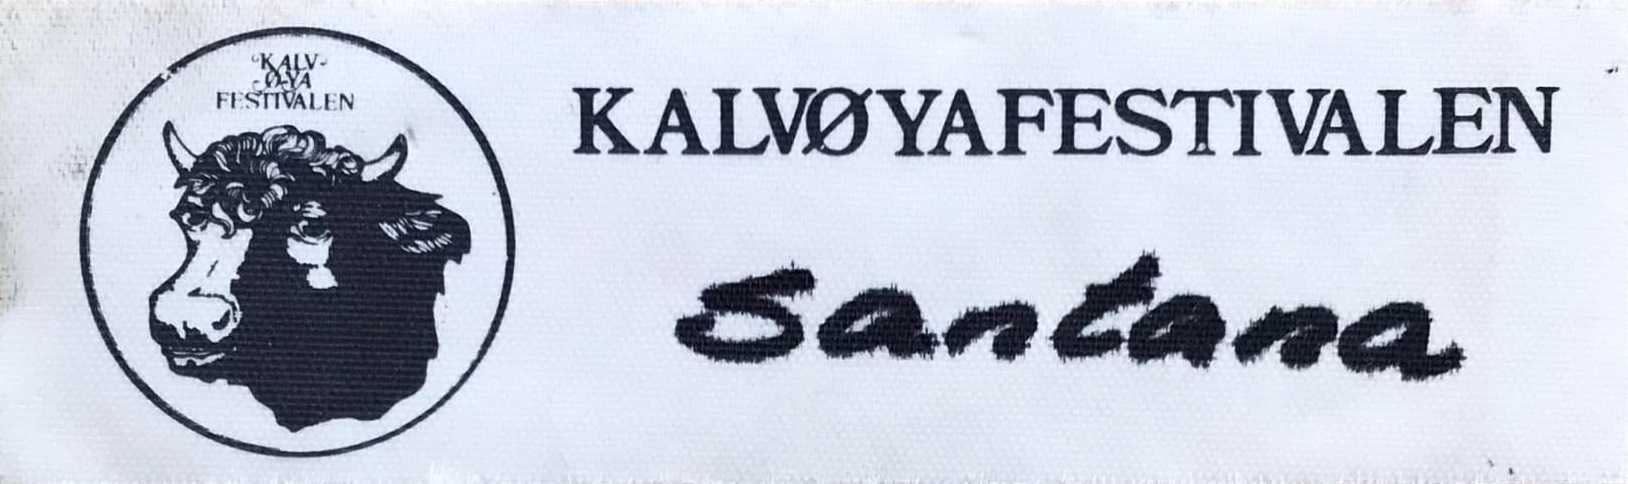 KALV-
ØYA
FESTIVALEN
KALVØYAFESTIVALEN
Santana